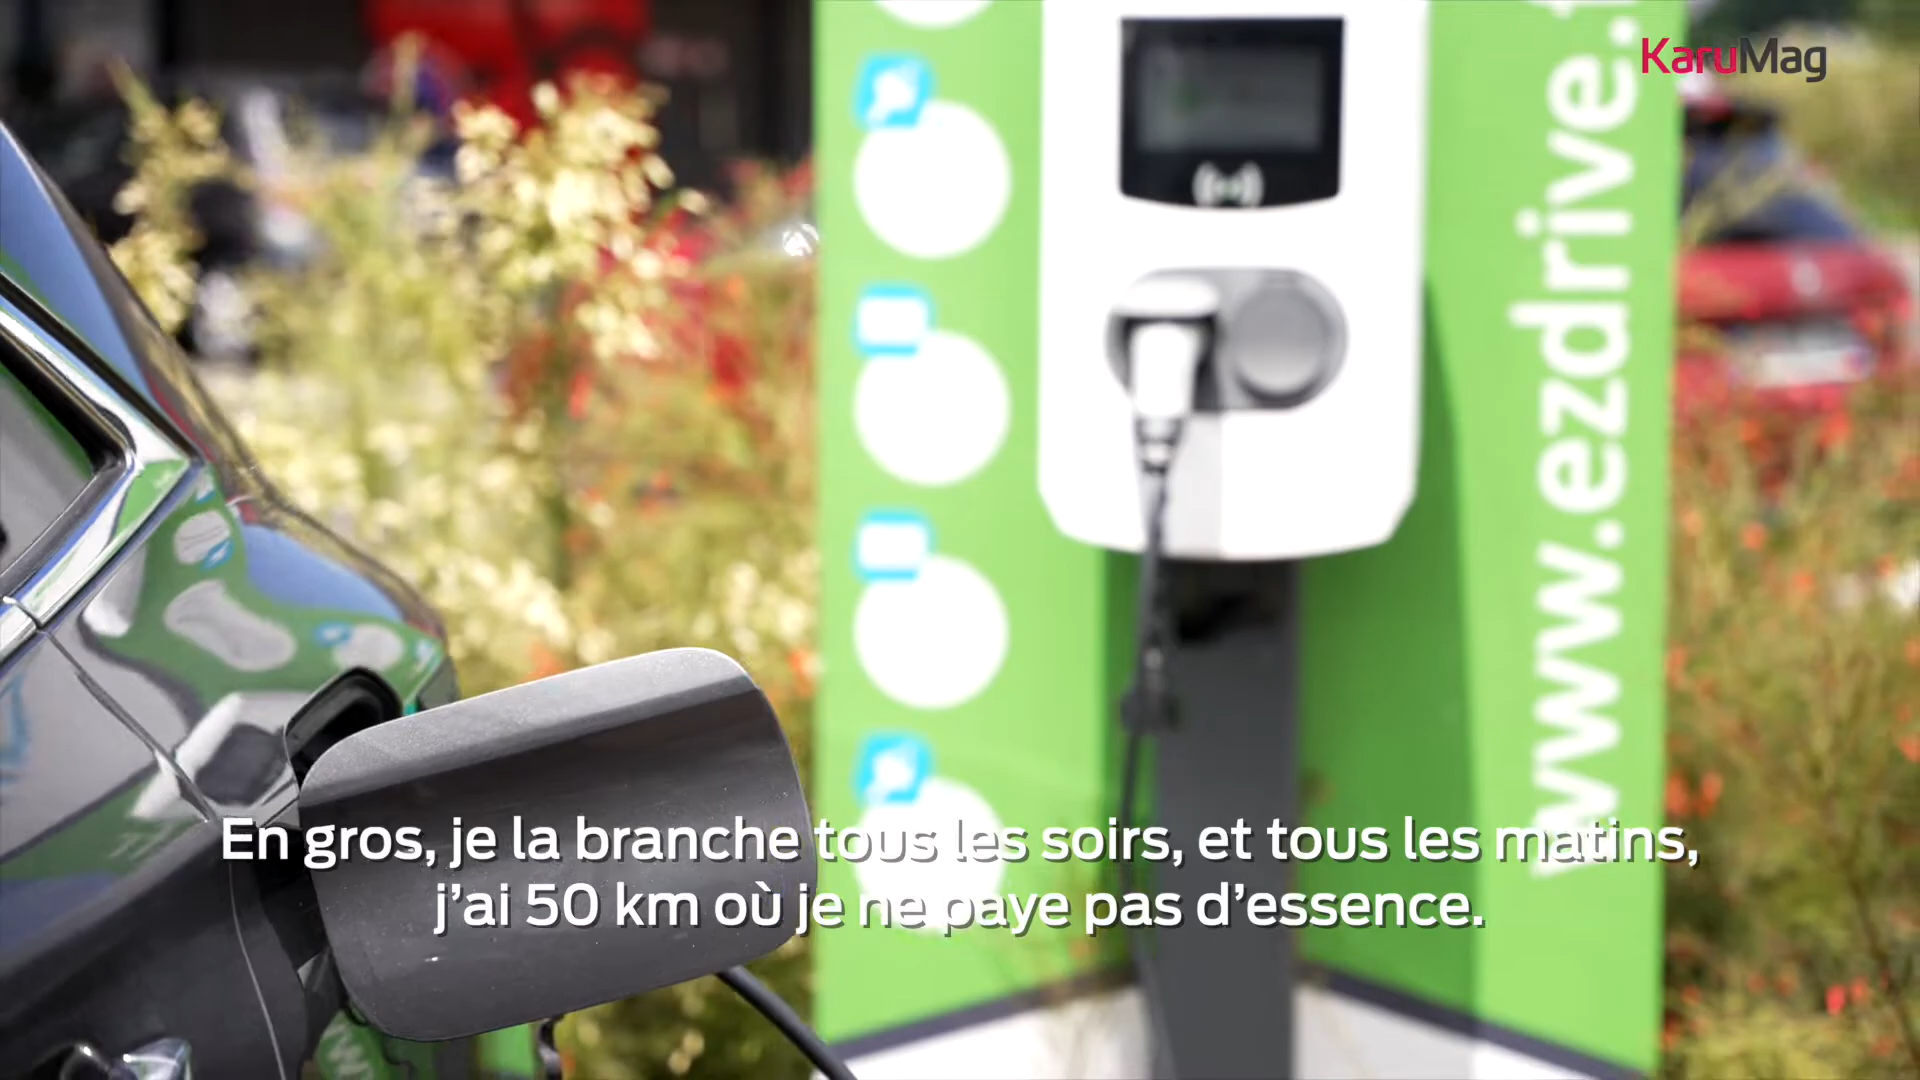 KaruMag
www.ezdrive.
En gros, je la branche tous les soirs, et tous les matins,
j’ai 50 km où je ne paye pas d’essence.